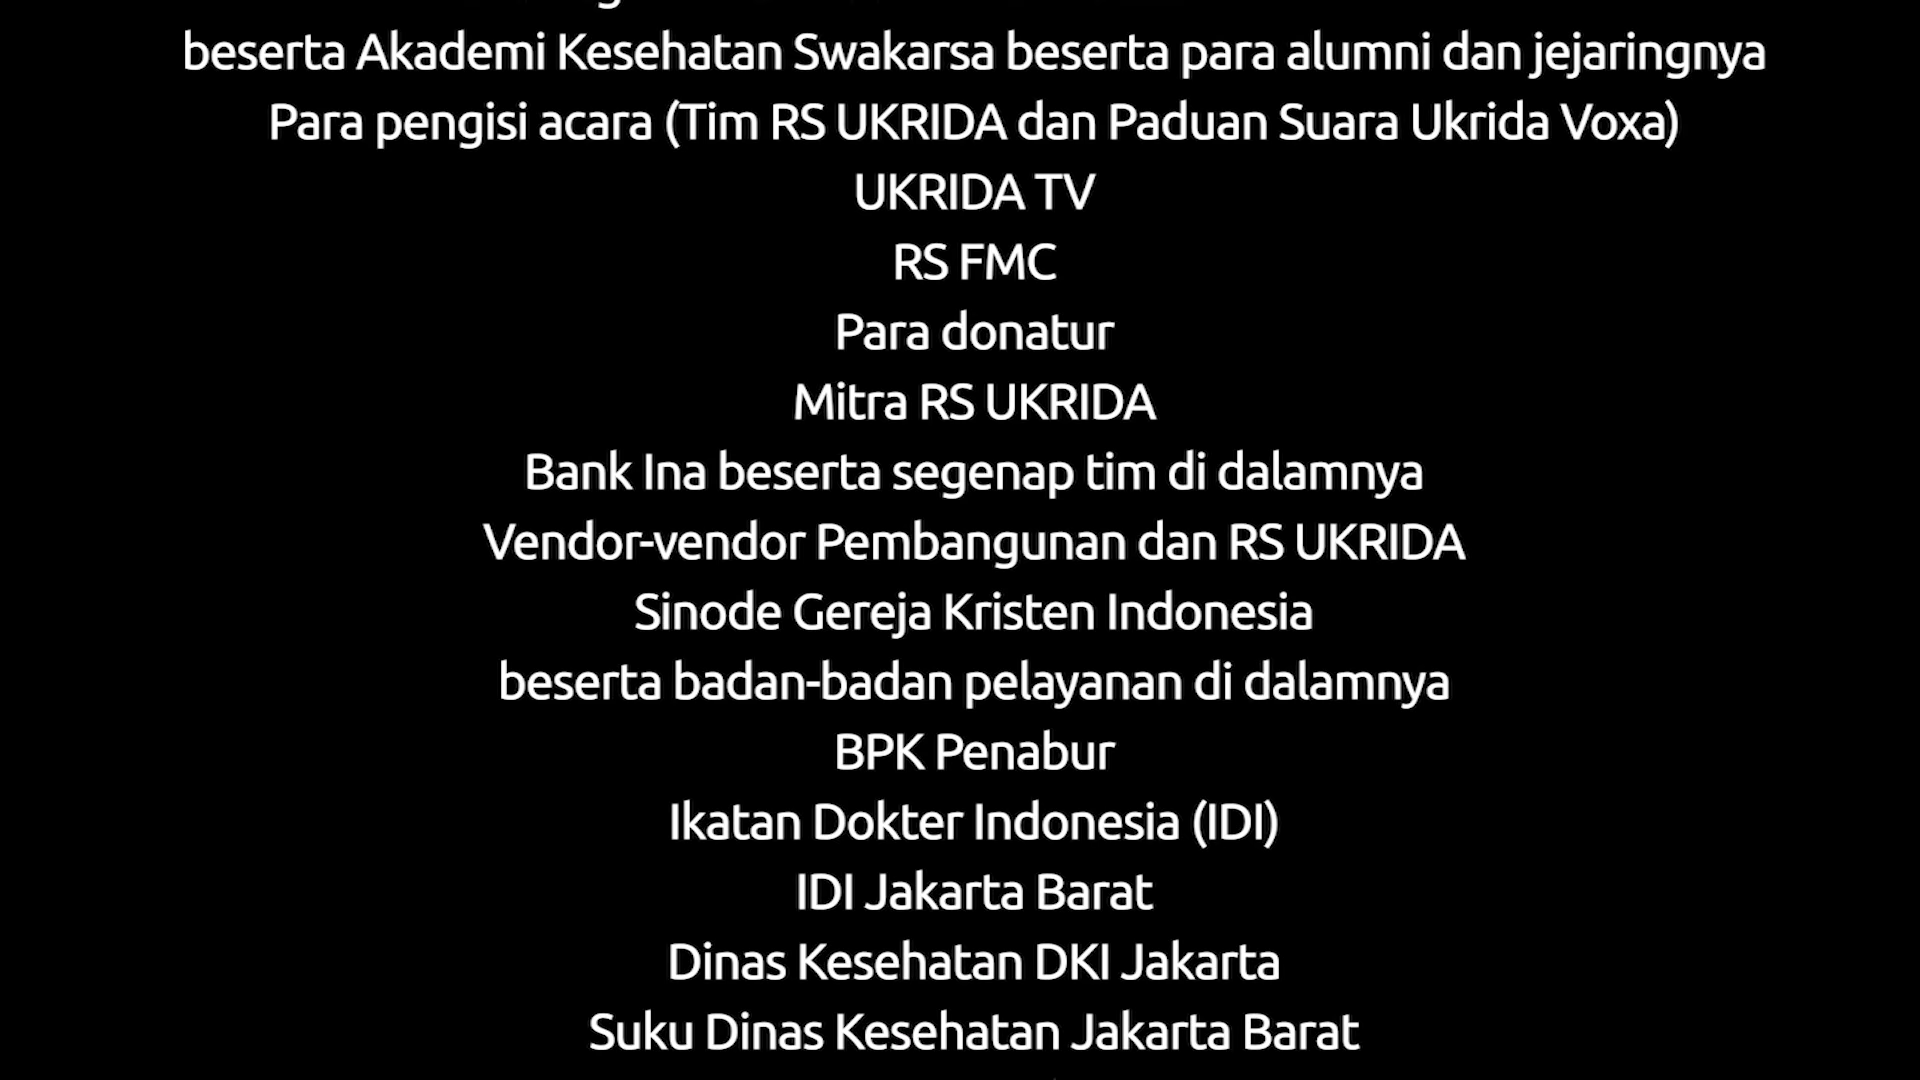 beserta Akademi Kesehatan Swakarsa beserta para alumni dan jejaringnya
Para pengisi acara (Tim RS UKRIDA dan Paduan Suara Ukrida Voxa)
UKRIDA TV
RS FMC
Para donatur
Mitra RS UKRIDA
Bank Ina beserta segenap tim di dalamnya
Vendor-vendor Pembangunan dan RS UKRIDA
Sinode Gereja Kristen Indonesia
beserta badan-badan pelayanan di dalamnya
BPK Penabur
Ikatan Dokter Indonesia (IDI)
IDI Jakarta Barat
Dinas Kesehatan DKI Jakarta
Suku Dinas Kesehatan Jakarta Barat